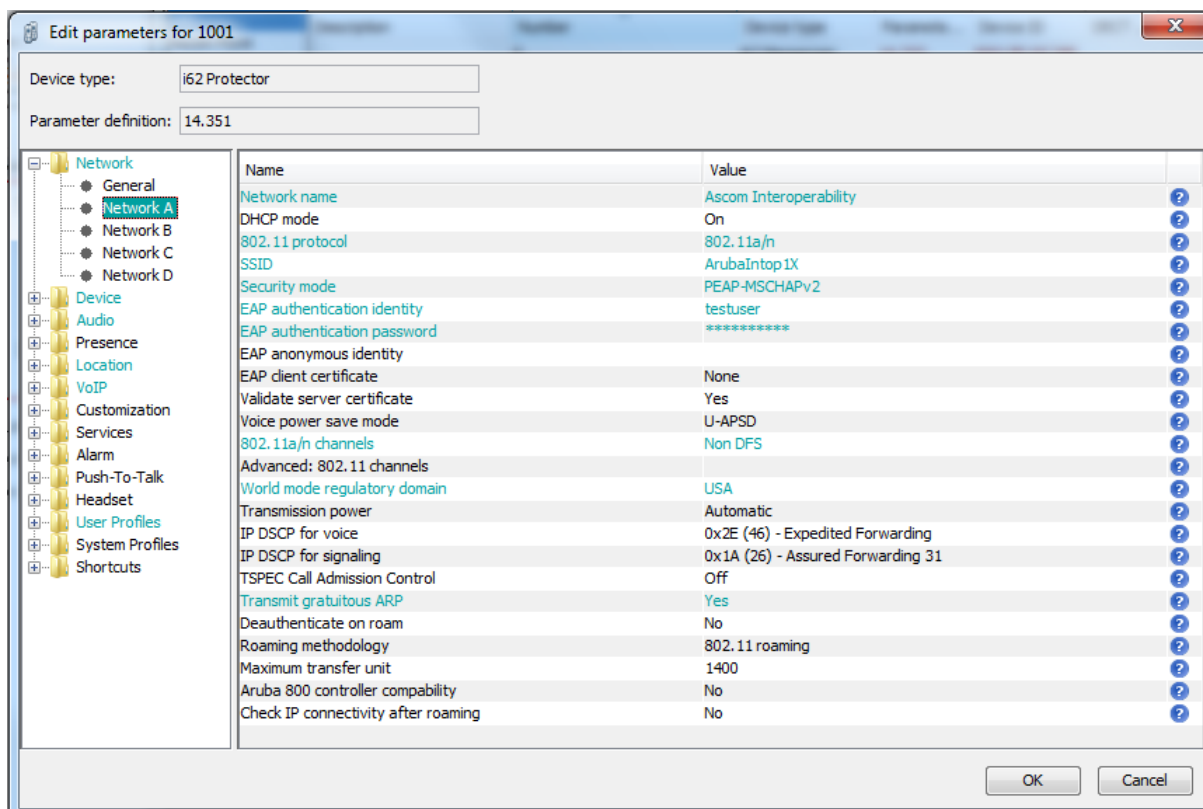 Edit parameters for 1001
Device type: i62 Protector
Parameter definition: 14.351
Network
General
Network A
Network B
Network C
Network D
Device
Audio
Presence
Location
VoIP
Customization
Services
Alarm
Push-To-Talk
Headset
User Profiles
System Profiles
Shortcuts
Name Value
Network name Ascom Interoperability
DHCP mode On
802.11 protocol 802.11a/n
SSID ArubaIntop1X
Security mode PEAP-MSCHAPv2
EAP authentication identity testuser
EAP authentication password **********
EAP anonymous identity
EAP client certificate None
Validate server certificate Yes
Voice power save mode U-APSD
802.11a/n channels Non DFS
Advanced: 802.11 channels
World mode regulatory domain USA
Transmission power Automatic
IP DSCP for voice 0x2E (46) - Expedited Forwarding
IP DSCP for signaling 0x1A (26) - Assured Forwarding 31
TSPEC Call Admission Control Off
Transmit gratuitous ARP Yes
Deauthenticate on roam No
Roaming methodology 802.11 roaming
Maximum transfer unit 1400
Aruba 800 controller compability No
Check IP connectivity after roaming No
OK Cancel